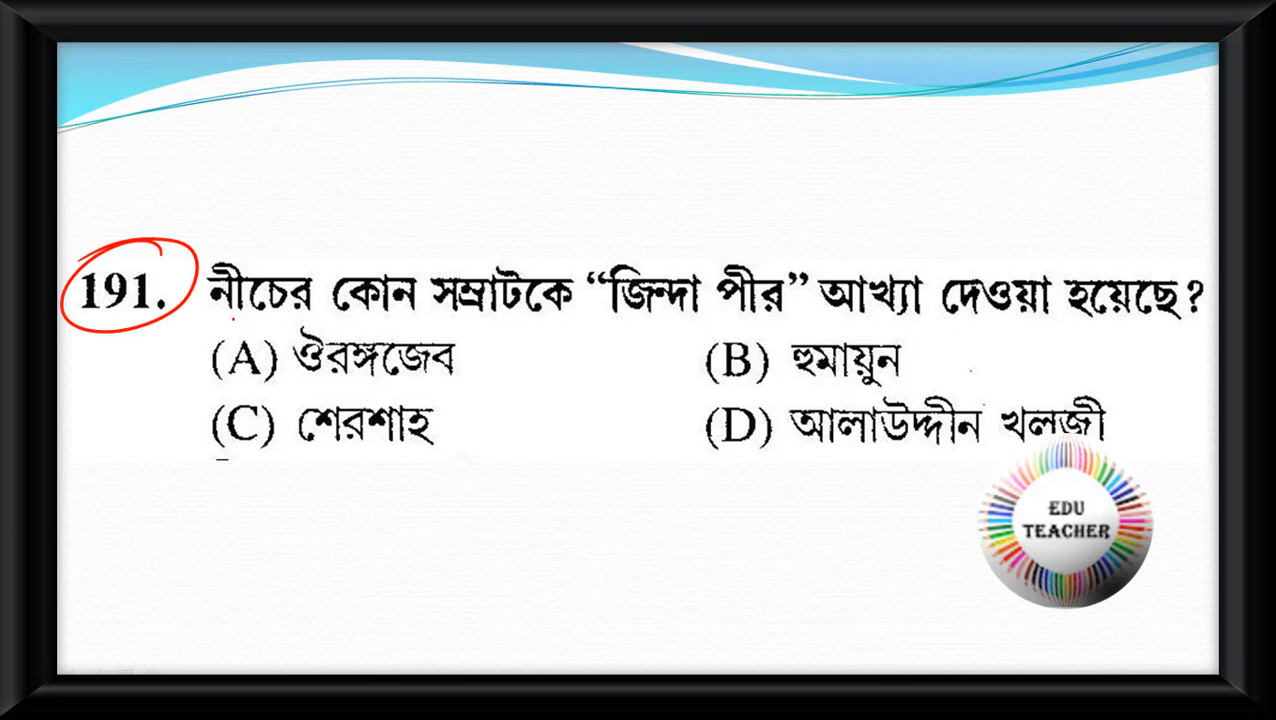 191. নীচের কোন সম্রাটকে “জিন্দা পীর” আখ্যা দেওয়া হয়েছে?
(A) ঔরঙ্গজেব (B) হুমায়ুন
(C) শেরশাহ (D) আলাউদ্দীন খলজী
EDU
TEACHER